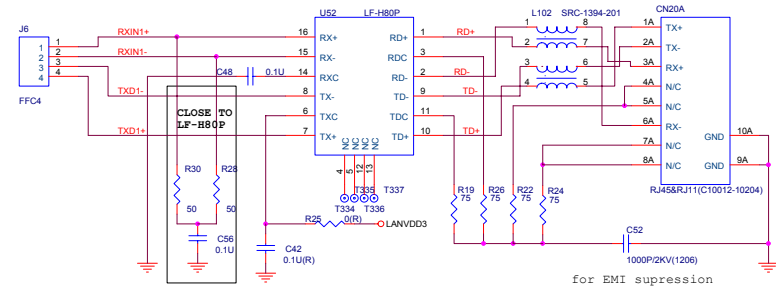 J6
1
2
3
4
FFC4
RXIN1+
RXIN1-
TXD1-
TXD1+
C48
0.1U
CLOSE TO
LF-H80P
R30
50
R28
50
C56
0.1U
U52
LF-H80P
16
RX+
15
RX-
14
RXC
8
TX-
6
TXC
7
TX+
RD+
1
RDC
3
RD-
2
TD-
9
TDC
11
TD+
10
NC
NC
NC
NC
4
5
12
13
T334
T335
T336
T337
R25
0(R)
LANVDD3
C42
0.1U(R)
RD+
RD-
TD-
TD+
L102
SRC-1394-201
1
2
3
4
8
7
6
5
R19
75
R26
75
R22
75
R24
75
C52
1000P/2KV(1206)
CN20A
1A
TX+
2A
TX-
3A
RX+
4A
N/C
5A
N/C
6A
RX-
7A
N/C
8A
N/C
GND
10A
GND
9A
RJ45&RJ11(C10012-10204)
for EMI supression